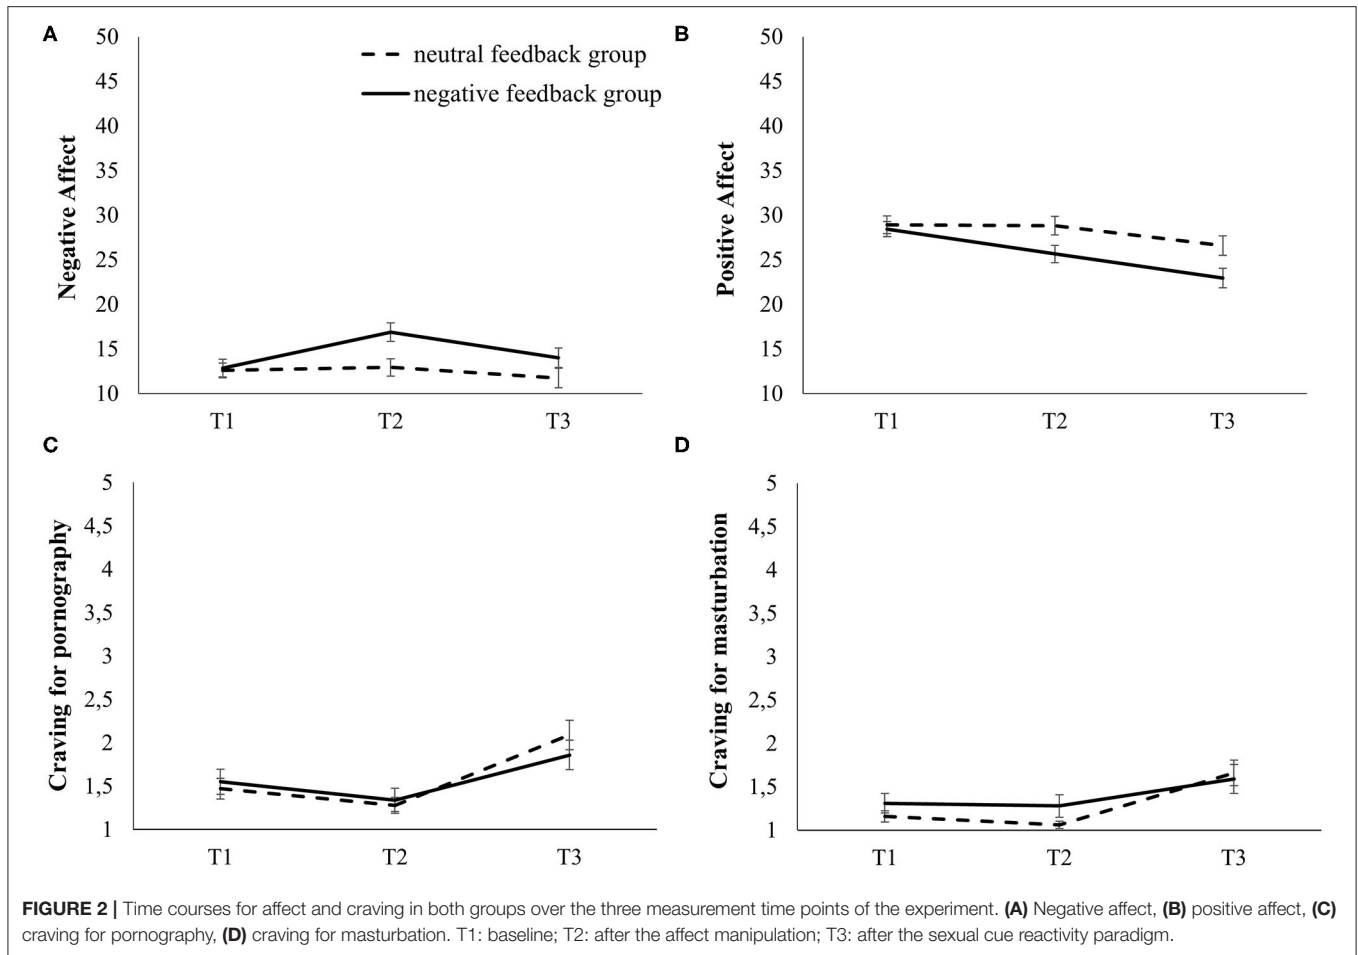 A
50
45
40
35
30
25
20
15
10
Negative Affect
neutral feedback group
negative feedback group
T1 T2 T3
B
50
45
40
35
30
25
20
15
10
Positive Affect
T1 T2 T3
C
5
4,5
4
3,5
3
2,5
2
1,5
1
Craving for pornography
T1 T2 T3
D
5
4,5
4
3,5
3
2,5
2
1,5
1
Craving for masturbation
T1 T2 T3
FIGURE 2 | Time courses for affect and craving in both groups over the three measurement time points of the experiment. (A) Negative affect, (B) positive affect, (C)
craving for pornography, (D) craving for masturbation. T1: baseline; T2: after the affect manipulation; T3: after the sexual cue reactivity paradigm.